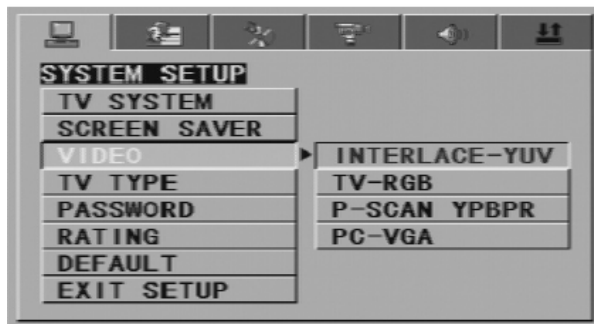 SYSTEM SETUP
TV SYSTEM
SCREEN SAVER
VIDEO
INTERLACE-YUV
TV TYPE
TV-RGB
PASSWORD
P-SCAN YPBPR
RATING
PC-VGA
DEFAULT
EXIT SETUP